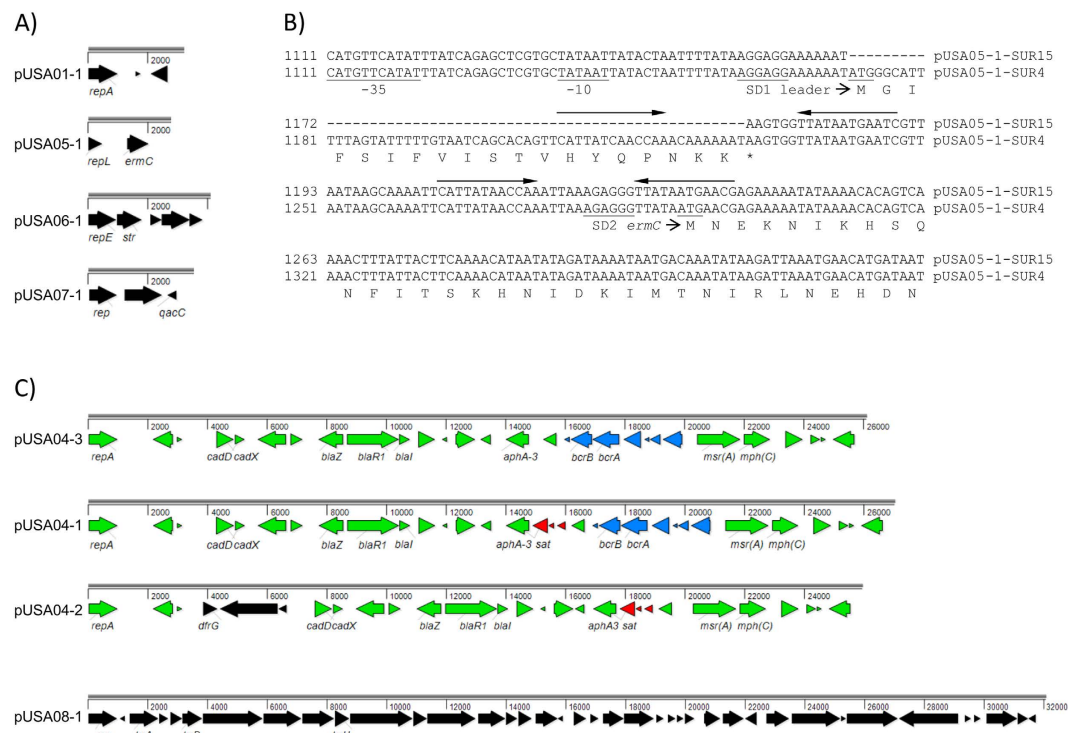 A)
2000
pUSA01-1
repA
2000
pUSA05-1
repL ermC
2000
pUSA06-1
repE str
2000
pUSA07-1
rep qacC
B)
1111 CATGTTCATATTTATCAGAGCTCGTGCTATAATTATACTAATTTTATAAGGAGGAAAAAAT---------- pUSA05-1-SUR15
1111 CATGTTCATATTTATCAGAGCTCGTGCTATAATTATACTAATTTTATAAGGAGGAAAAAATATGGGCATT pUSA05-1-SUR4
-35 -10 SD1 leader M G I
1172 ------------------------------------------------AAGTGGTTATAATGAATCGTT pUSA05-1-SUR15
1181 TTTAGTATTTTTGTAATCAGCACAGTTCATTATCAACCAAACAAAAAATAAGTGGTTATAATGAATCGTT pUSA05-1-SUR4
F S I F V I S T V H Y Q P N K K *
1193 AATAAGCAAAATTCATTATAACCAAATTAAAGAGGGTTATAATGAACGAGAAAAATATAAAACACAGTCA pUSA05-1-SUR15
1251 AATAAGCAAAATTCATTATAACCAAATTAAAGAGGGTTATAATGAACGAGAAAAATATAAAACACAGTCA pUSA05-1-SUR4
SD2 ermC M N E K N I K H S Q
1263 AAACTTTATTACTTCAAAACATAATATAGATAAAATAATGACAAATATAAGATTAAATGAACATGATAAT pUSA05-1-SUR15
1321 AAACTTTATTACTTCAAAACATAATATAGATAAAATAATGACAAATATAAGATTAAATGAACATGATAAT pUSA05-1-SUR4
N F I T S K H N I D K I M T N I R L N E H D N
C)
2000 4000 6000 8000 10000 12000 14000 16000 18000 20000 22000 24000 26000
pUSA04-3
repA cadD cadX blaZ blaR1 blaI aphA-3 bcrB bcrA msr(A) mph(C)
2000 4000 6000 8000 10000 12000 14000 16000 18000 20000 22000 24000 26000
pUSA04-1
repA cadD cadX blaZ blaR1 blaI aphA-3 sat bcrB bcrA msr(A) mph(C)
2000 4000 6000 8000 10000 12000 14000 16000 18000 20000 22000 24000
pUSA04-2
repA dfrG cadD cadX blaZ blaR1 blaI aphA3 sat msr(A) mph(C)
2000 4000 6000 8000 10000 12000 14000 16000 18000 20000 22000 24000 26000 28000 30000 32000
pUSA08-1